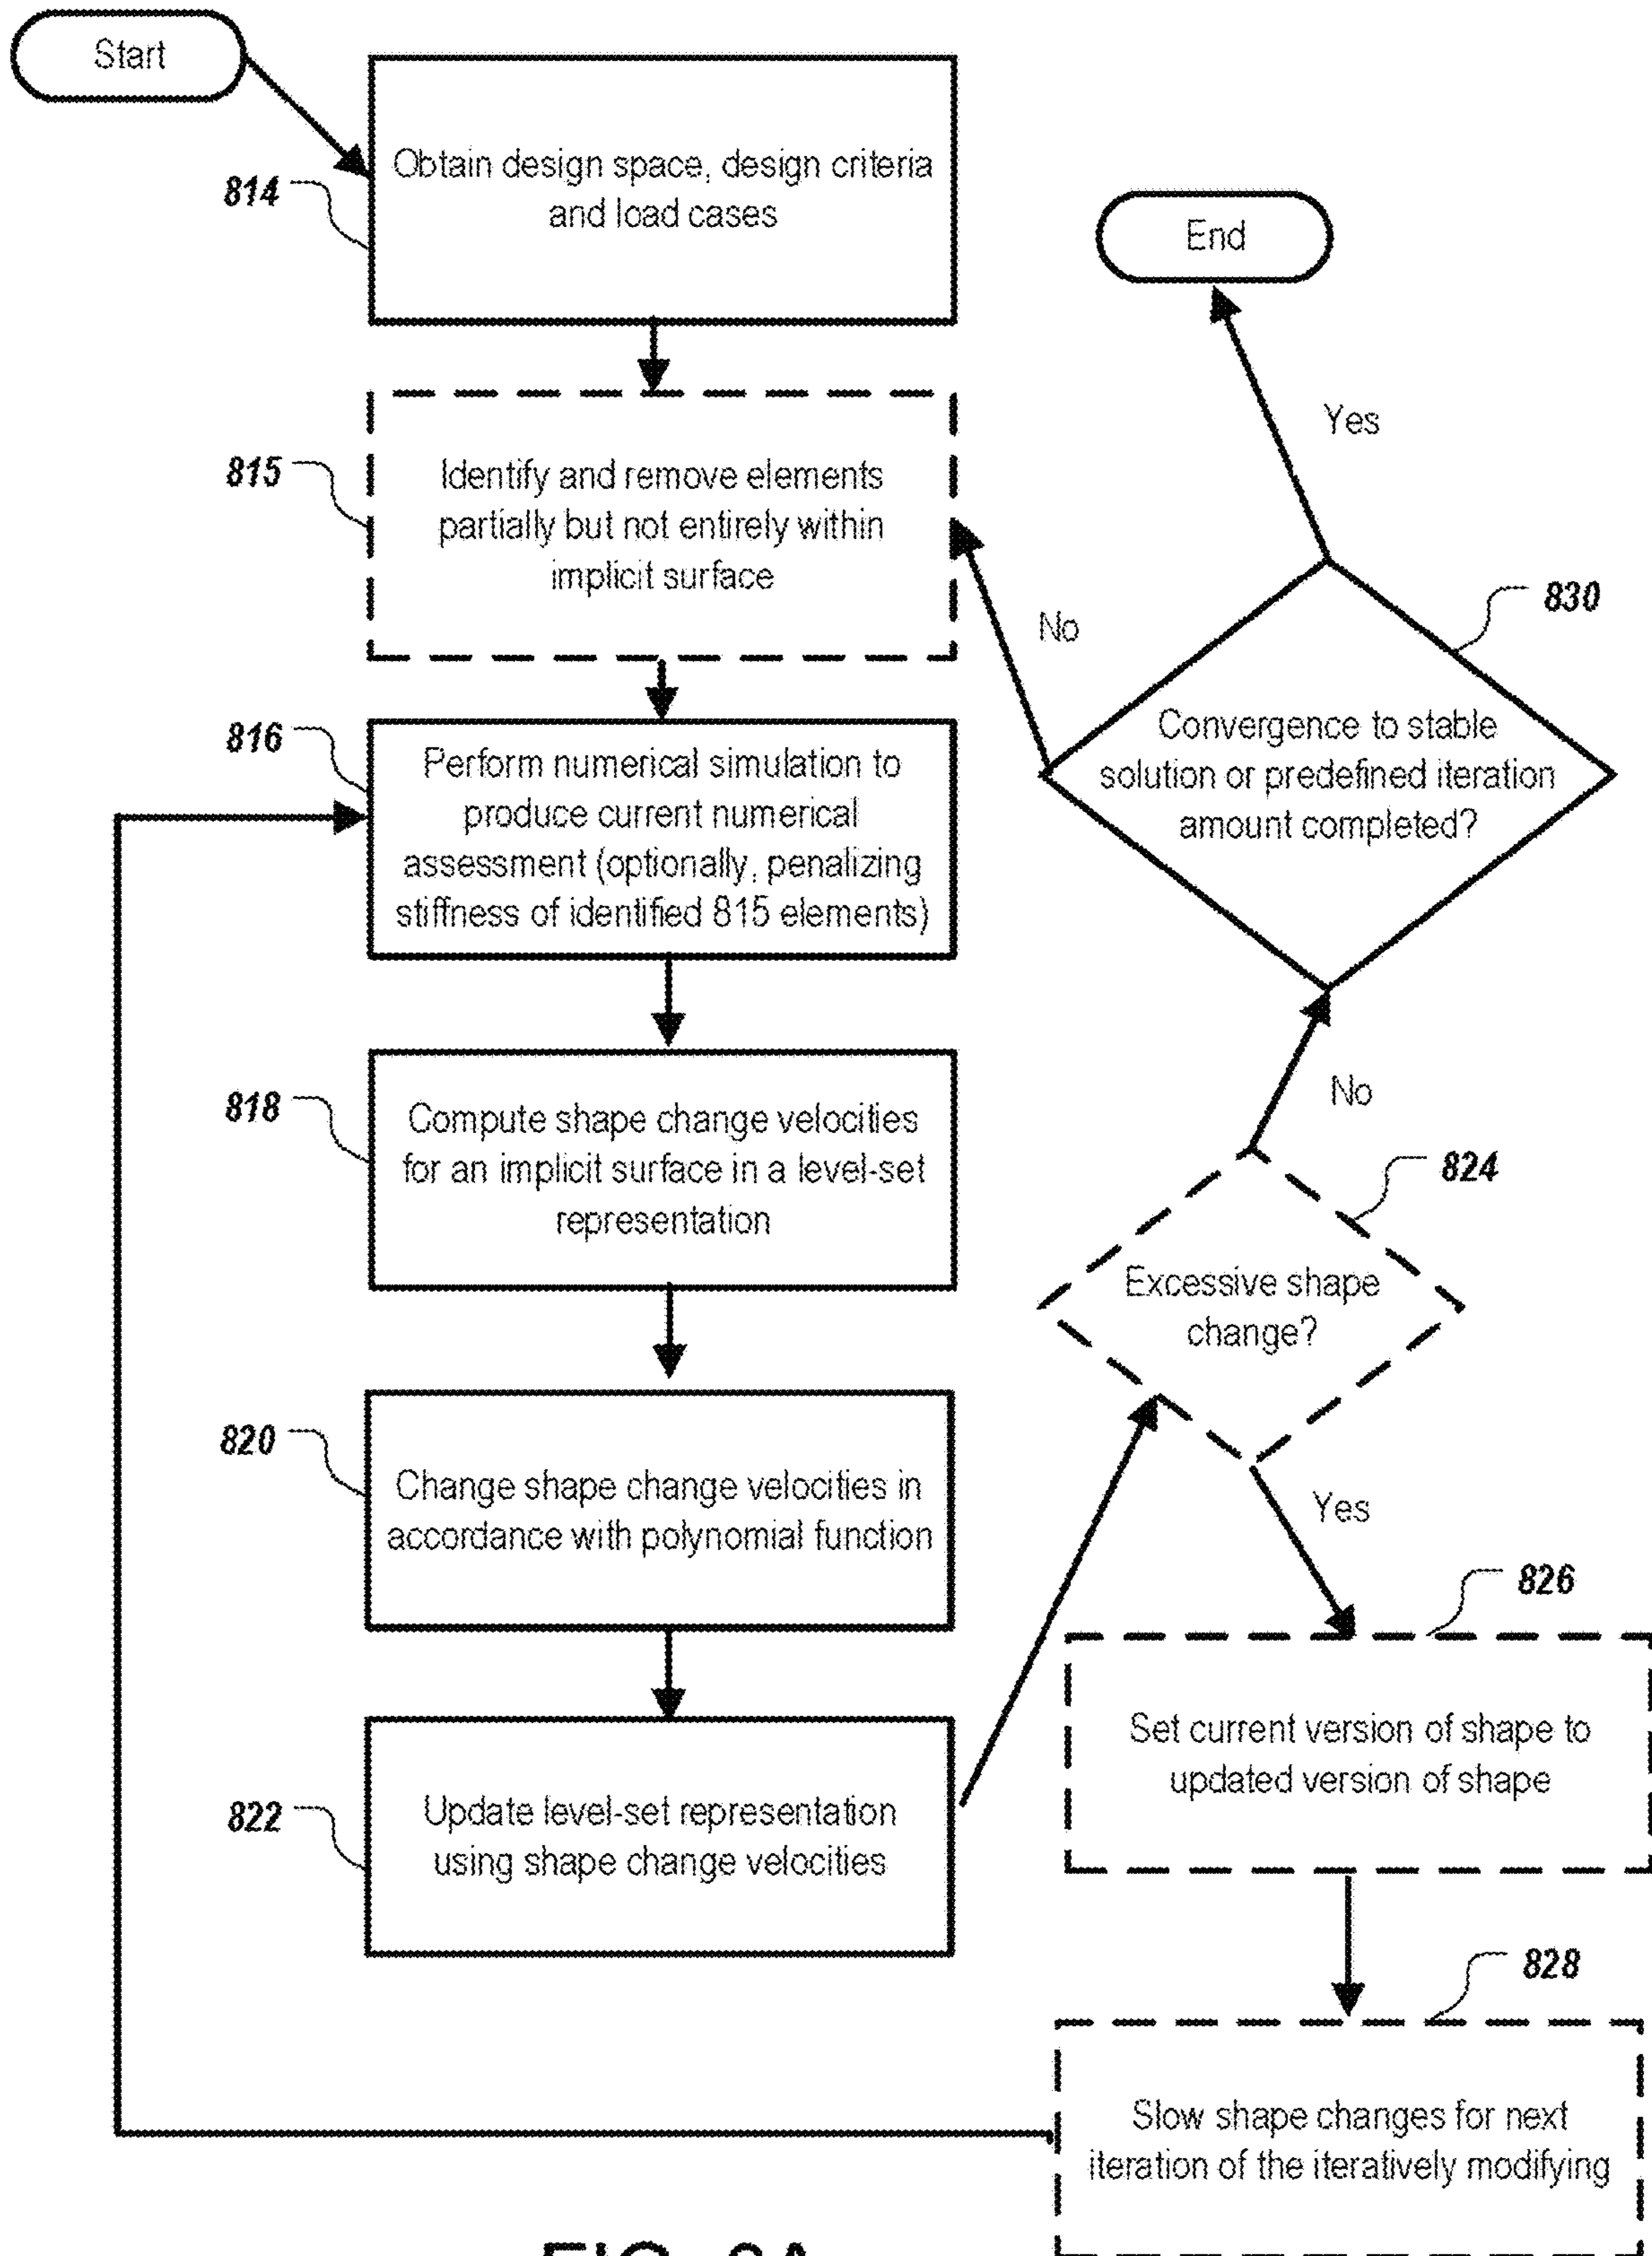 Start
814
Obtain design space, design criteria
and load cases
815
Identify and remove elements
partially but not entirely within
implicit surface
816
Perform numerical simulation to
produce current numerical
assessment (optionally, penalizing
stiffness of identified 815 elements)
818
Compute shape change velocities
for an implicit surface in a level-set
representation
820
Change shape change velocities in
accordance with polynomial function
822
Update level-set representation
using shape change velocities
End
Yes
No
830
Convergence to stable
solution or predefined iteration
amount completed?
No
824
Excessive shape
change?
Yes
826
Set current version of shape to
updated version of shape
828
Slow shape changes for next
iteration of the iteratively modifying
FIG.